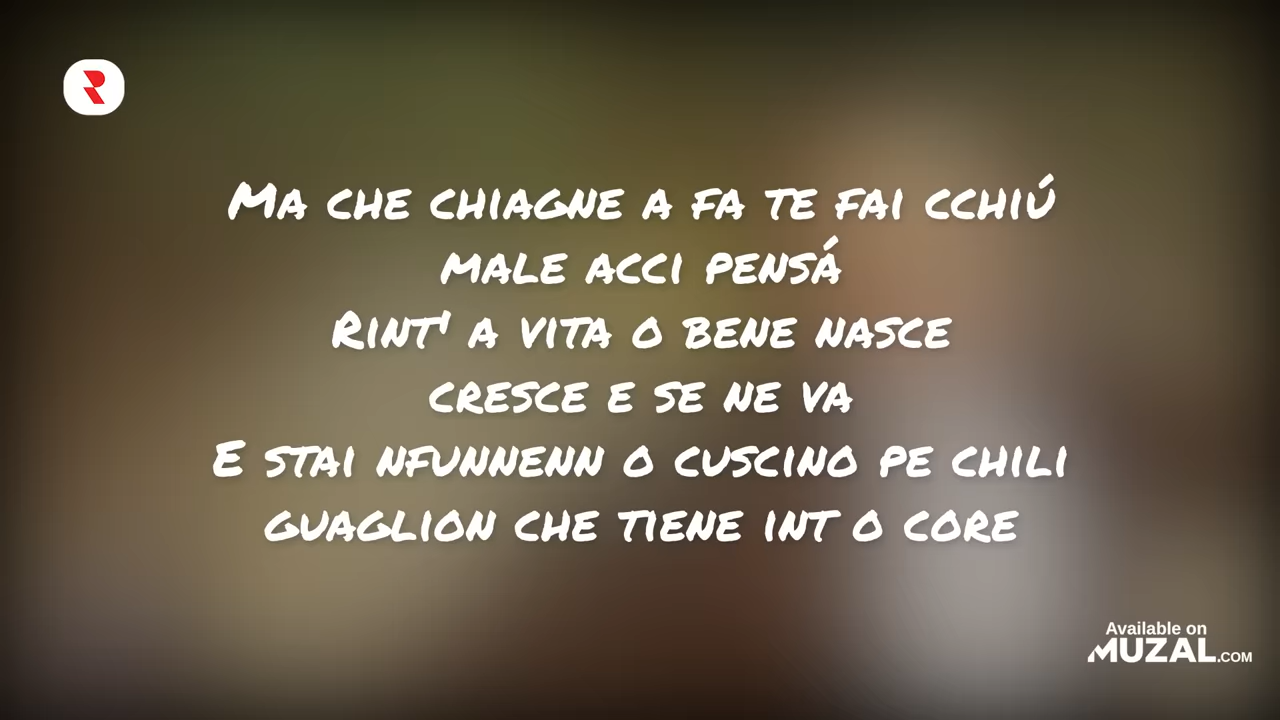 Ma che chiagne a fa te fai cchiú
male acci pensá
Rint' a vita o bene nasce
cresce e se ne va
E stai nfunnenn o cuscino pe chili
guaglion che tiene int o core
Available on
MUZAL.COM